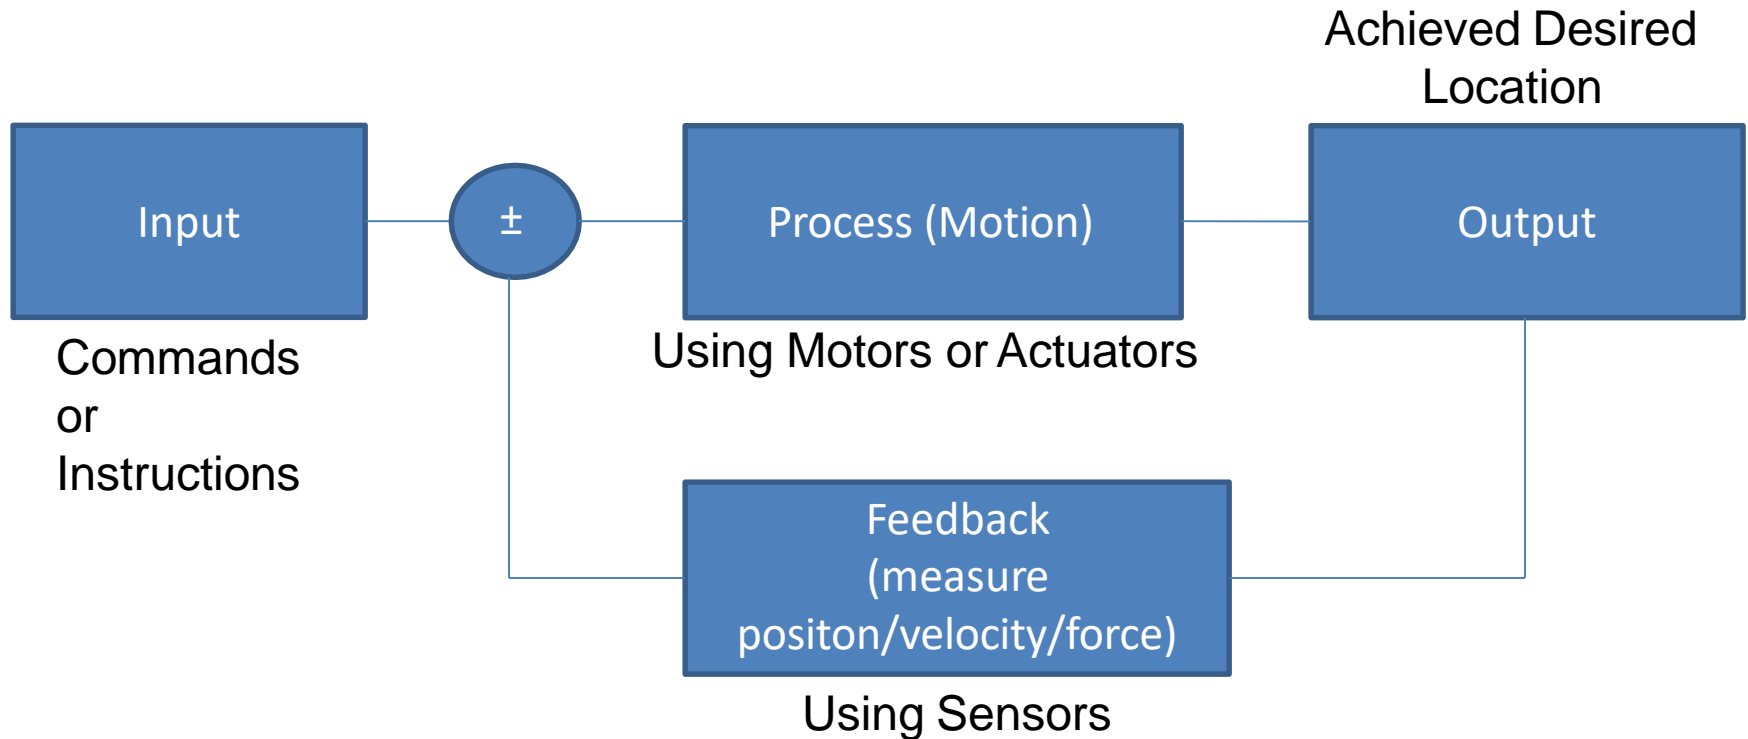 Achieved Desired
Location
Input
±
Process (Motion)
Output
Commands
or
Instructions
Using Motors or Actuators
Feedback
(measure
positon/velocity/force)
Using Sensors